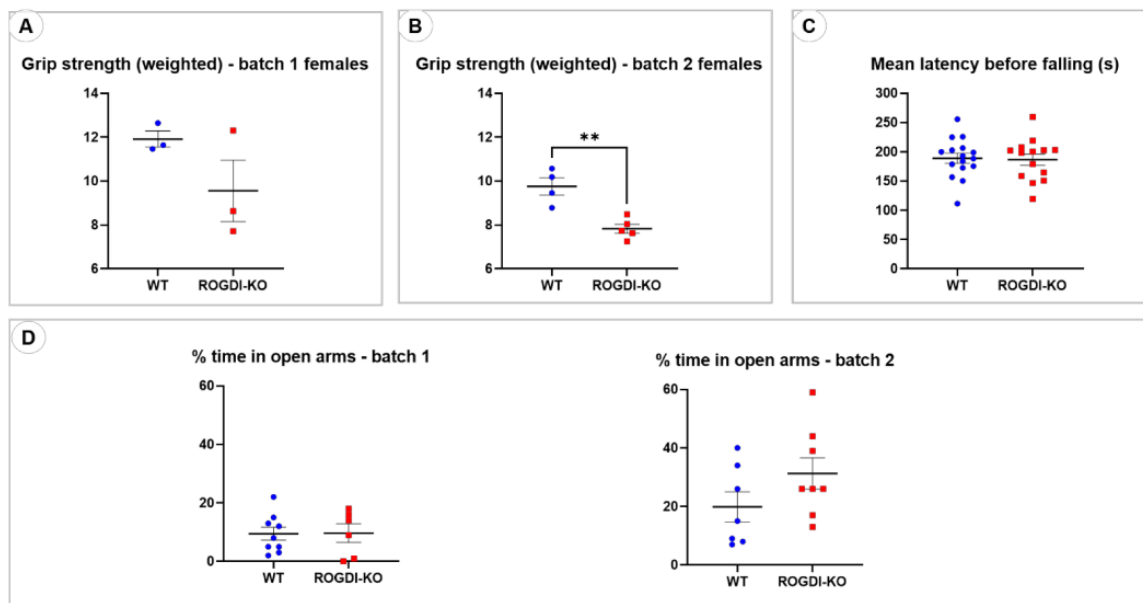 A
Grip strength (weighted) - batch 1 females
14
12
10
8
6
WT
ROGDI-KO
B
Grip strength (weighted) - batch 2 females
14
12
10
8
6
**
WT
ROGDI-KO
C
Mean latency before falling (s)
300
250
200
150
100
50
0
WT
ROGDI-KO
D
% time in open arms - batch 1
60
40
20
0
WT
ROGDI-KO
% time in open arms - batch 2
60
40
20
0
WT
ROGDI-KO